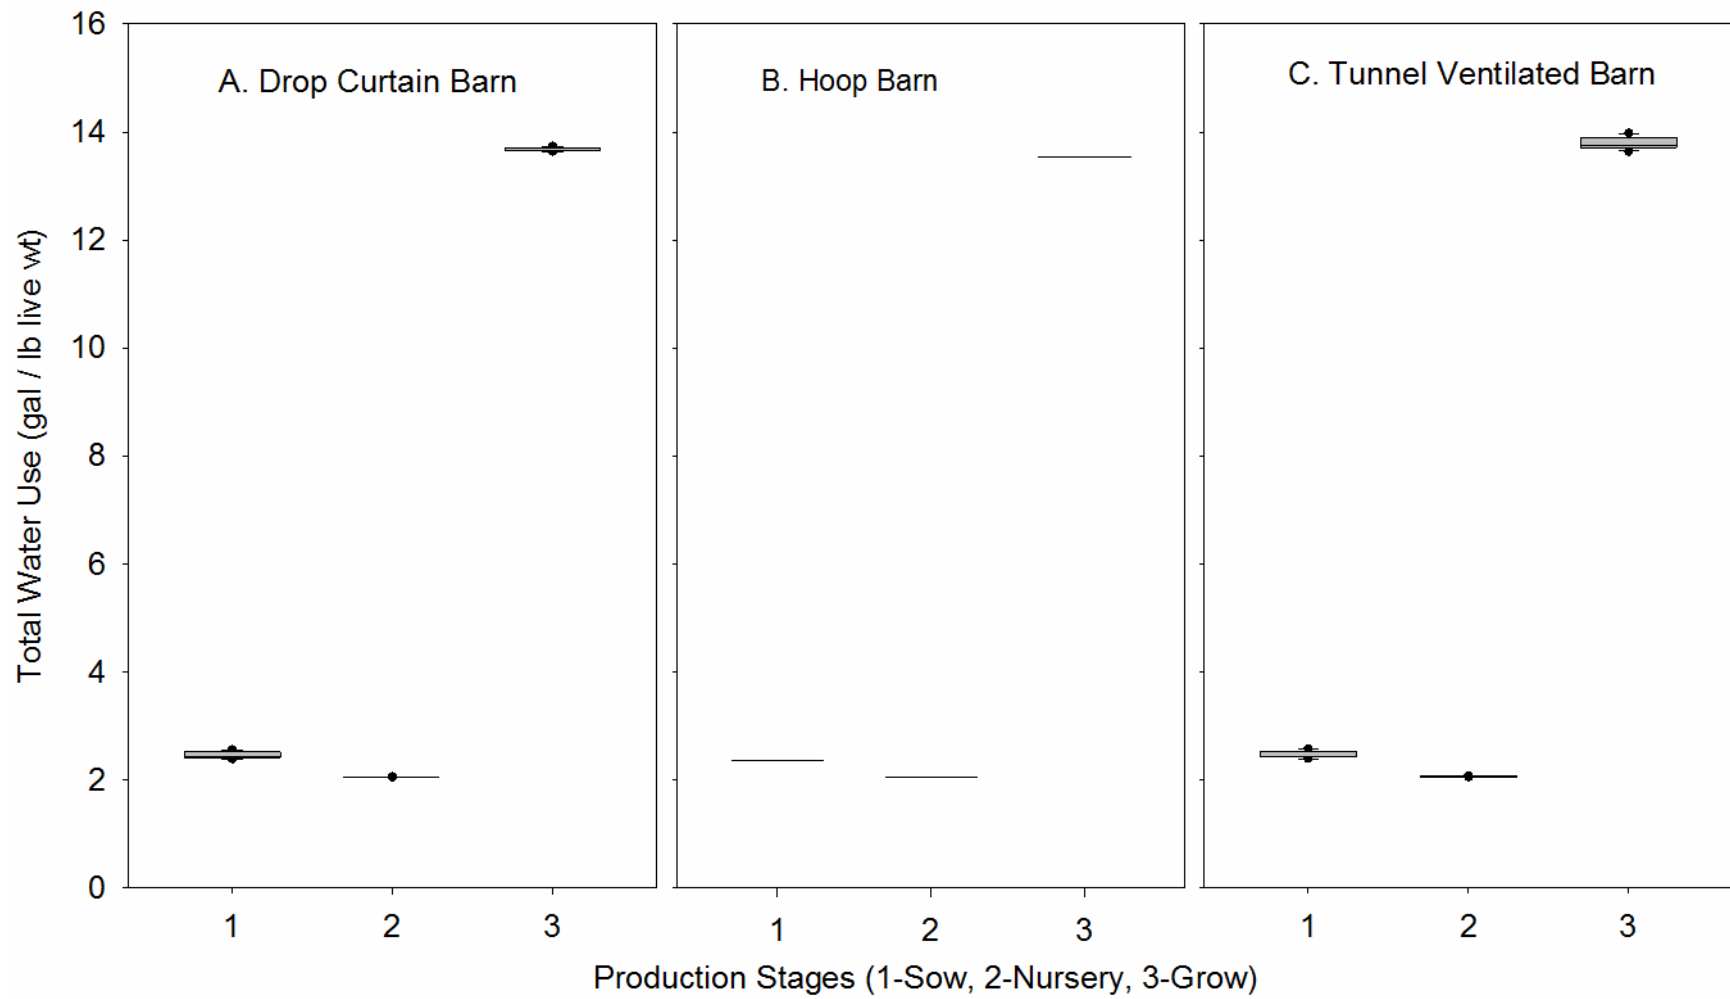 A. Drop Curtain Barn
B. Hoop Barn
C. Tunnel Ventilated Barn
Total Water Use (gal / lb live wt)
16
14
12
10
8
6
4
2
0
1 2 3
1 2 3
1 2 3
Production Stages (1-Sow, 2-Nursery, 3-Grow)